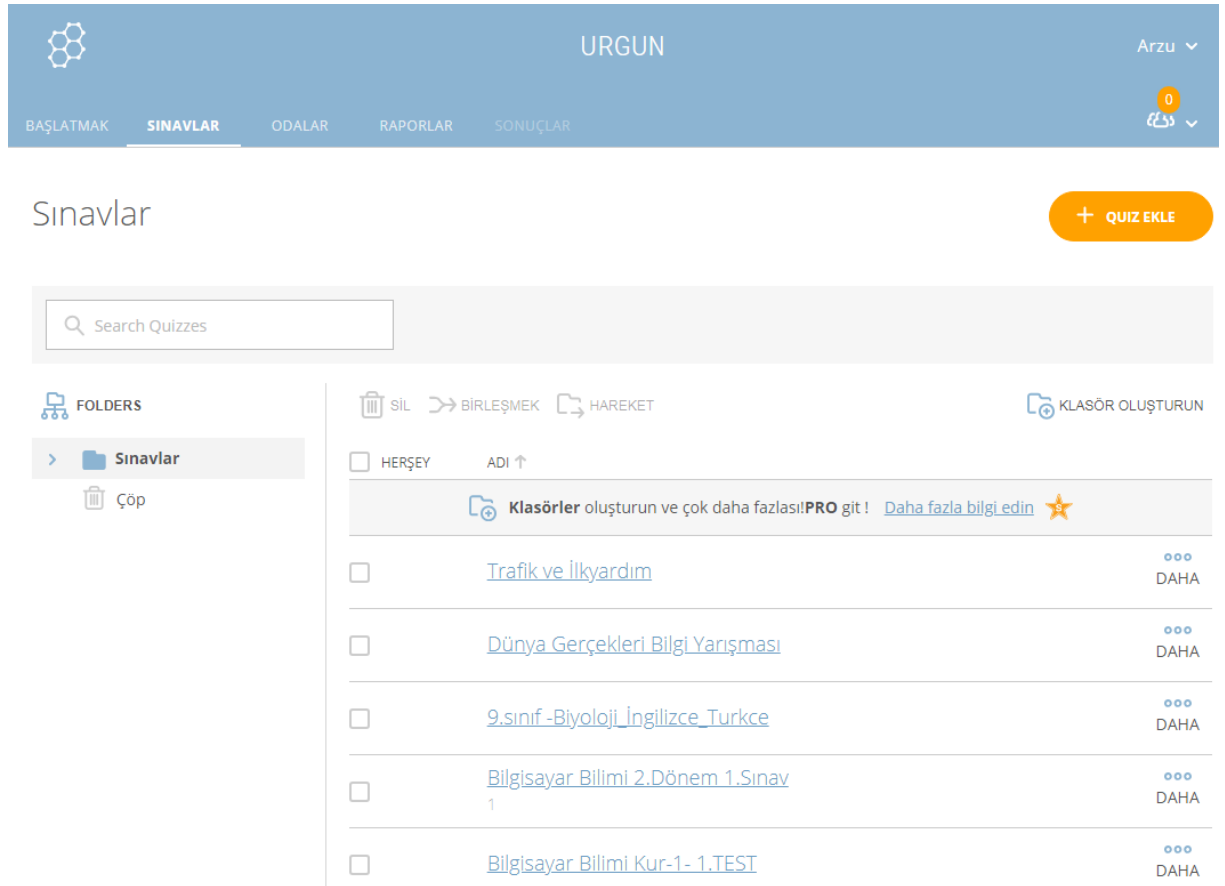 URGUN
Arzu
0
BAŞLATMAK SINAVLAR ODALAR RAPORLAR SONUÇLAR
Sınavlar
+ QUIZ EKLE
Search Quizzes
FOLDERS
Sınavlar
Çöp
SİL BİRLEŞMEK HAREKET KLASÖR OLUŞTURUN
HERŞEY ADI ↑
Klasörler oluşturun ve çok daha fazlası!PRO git ! Daha fazla bilgi edin S
Trafik ve İlkyardım DAHA
Dünya Gerçekleri Bilgi Yarışması DAHA
9.sınıf -Biyoloji_İngilizce_Turkce DAHA
Bilgisayar Bilimi 2.Dönem 1.Sınav DAHA
1
Bilgisayar Bilimi Kur-1- 1.TEST DAHA